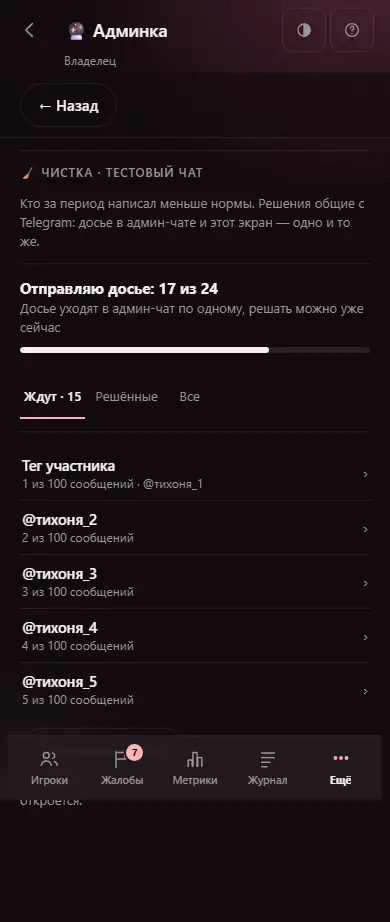 Админка
Владелец
← Назад
ЧИСТКА · ТЕСТОВЫЙ ЧАТ
Кто за период написал меньше нормы. Решения общие с
Telegram: досье в админ-чате и этот экран — одно и то
же.
Отправляю досье: 17 из 24
Досье уходят в админ-чат по одному, решать можно уже
сейчас
Ждут · 15 Решённые Все
Тег участника
1 из 100 сообщений · @тихоня_1
@тихоня_2
2 из 100 сообщений
@тихоня_3
3 из 100 сообщений
@тихоня_4
4 из 100 сообщений
@тихоня_5
5 из 100 сообщений
7
Игроки Жалобы Метрики Журнал Ещё
откроется.